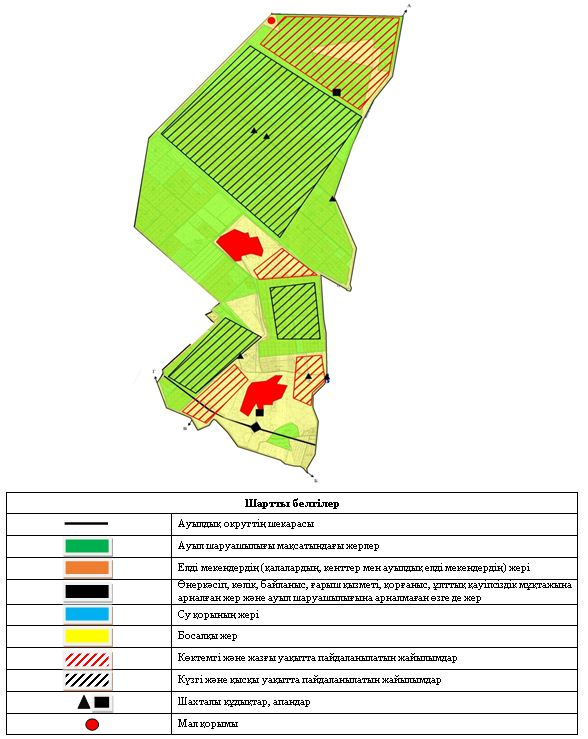 А
Г
В
Б
Шартты белгілер
Ауылдық округтің шекарасы
Ауыл шаруашылығы мақсатындағы жерлер
Елді мекендердің (қалалардың, кенттер мен ауылдық елді мекендердің) жері
Өнеркәсіп, көлік, байланыс, ғарыш қызметі, қорғаныс, ұлттық қауіпсіздік мұқтажына
арналған жер және ауыл шаруашылығына арналмаған өзге де жер
Су қорының жері
Босалқы жер
Көктемгі және жазғы уақытта пайдаланылатын жайылымдар
Күзгі және қысқы уақытта пайдаланылатын жайылымдар
Шахталы құдықтар, апандар
Мал қорымы